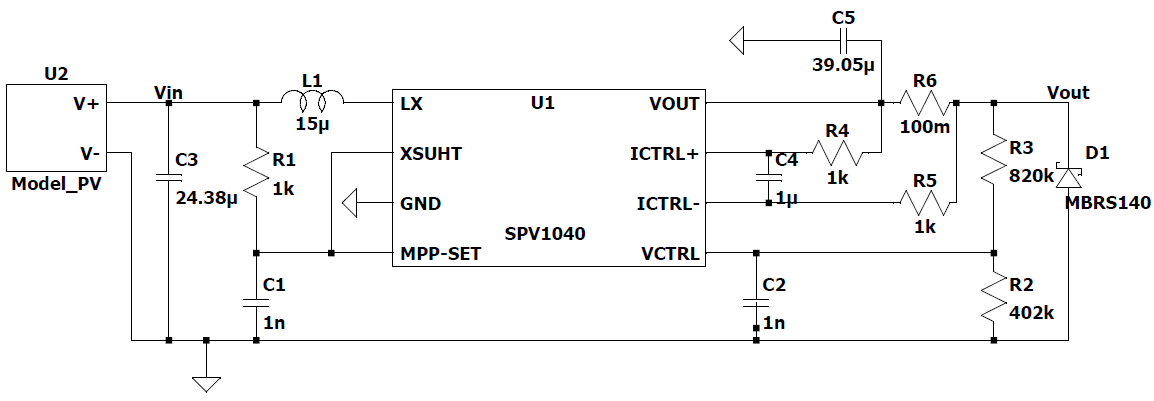 C5
39.05µ
U2
V+
V-
Model_PV
Vin
L1
15µ
C3
24.38µ
R1
1k
C1
1n
U1
LX
XSUHT
GND
MPP-SET
VOUT
ICTRL+
ICTRL-
VCTRL
SPV1040
R4
1k
C4
1µ
R5
1k
R6
100m
Vout
R3
820k
D1
MBRS140
C2
1n
R2
402k